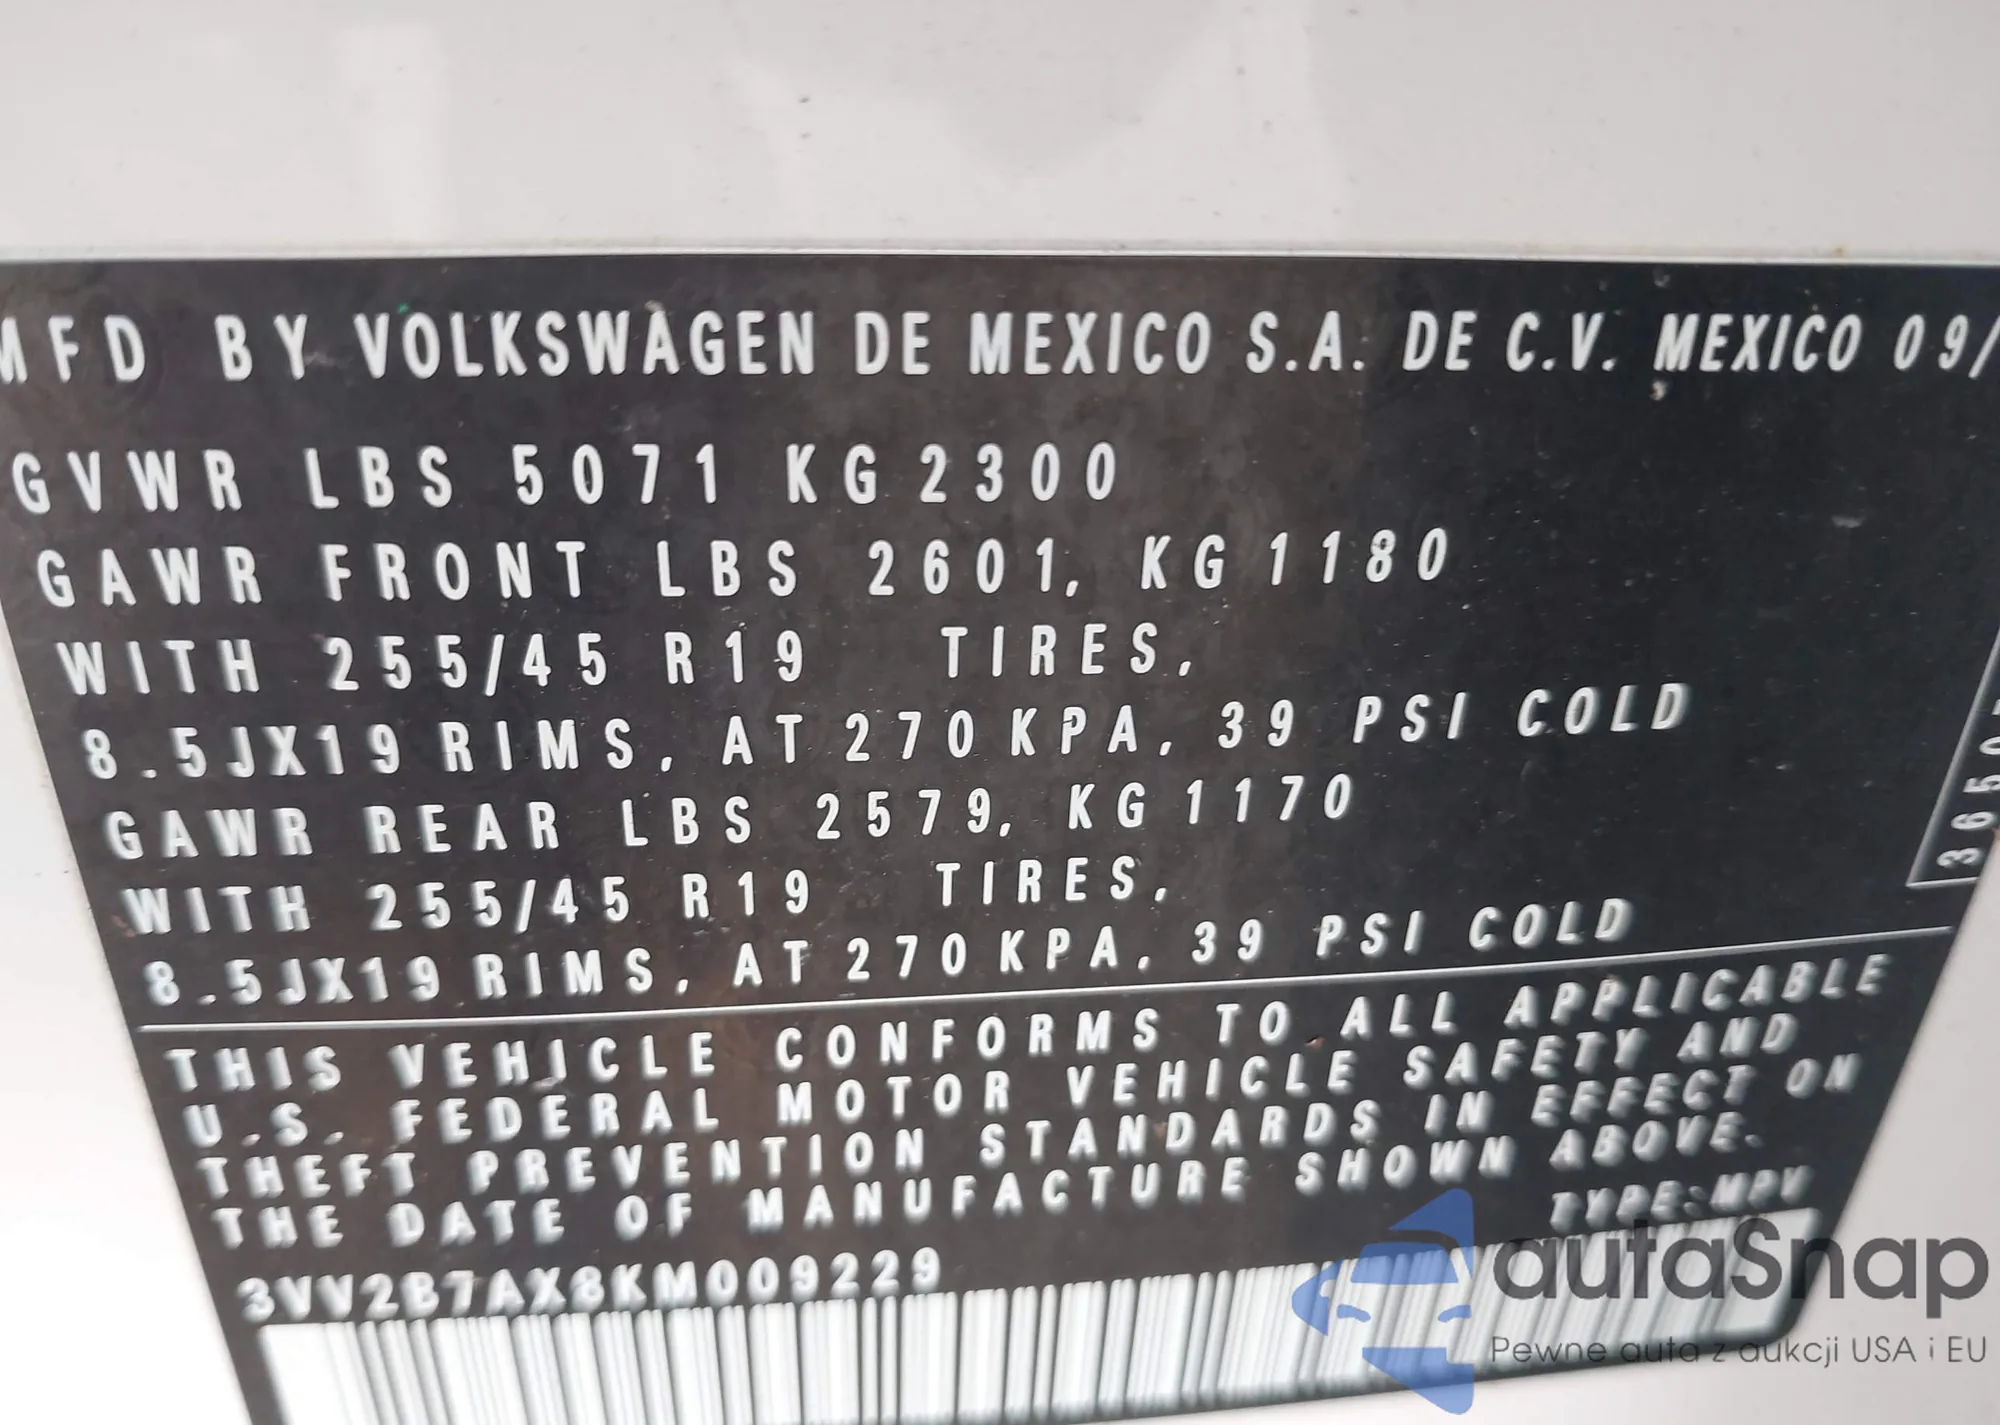 MFD BY VOLKSWAGEN DE MEXICO S.A. DE C.V. MEXICO 09/
GVWR LBS 5071 KG 2300
GAWR FRONT LBS 2601, KG 1180
WITH 255/45 R19 TIRES,
8.5JX19 RIMS, AT 270 KPA, 39 PSI COLD
GAWR REAR LBS 2579, KG 1170
WITH 255/45 R19 TIRES,
8.5JX19 RIMS, AT 270 KPA, 39 PSI COLD
THIS VEHICLE CONFORMS TO ALL APPLICABLE
U.S. FEDERAL MOTOR VEHICLE SAFETY AND
THEFT PREVENTION STANDARDS IN EFFECT ON
THE DATE OF MANUFACTURE SHOWN ABOVE.
TYPE:MPV
3VV2B7AX8KM009229
autaSnap
Pewne auta z aukcji USA i EU